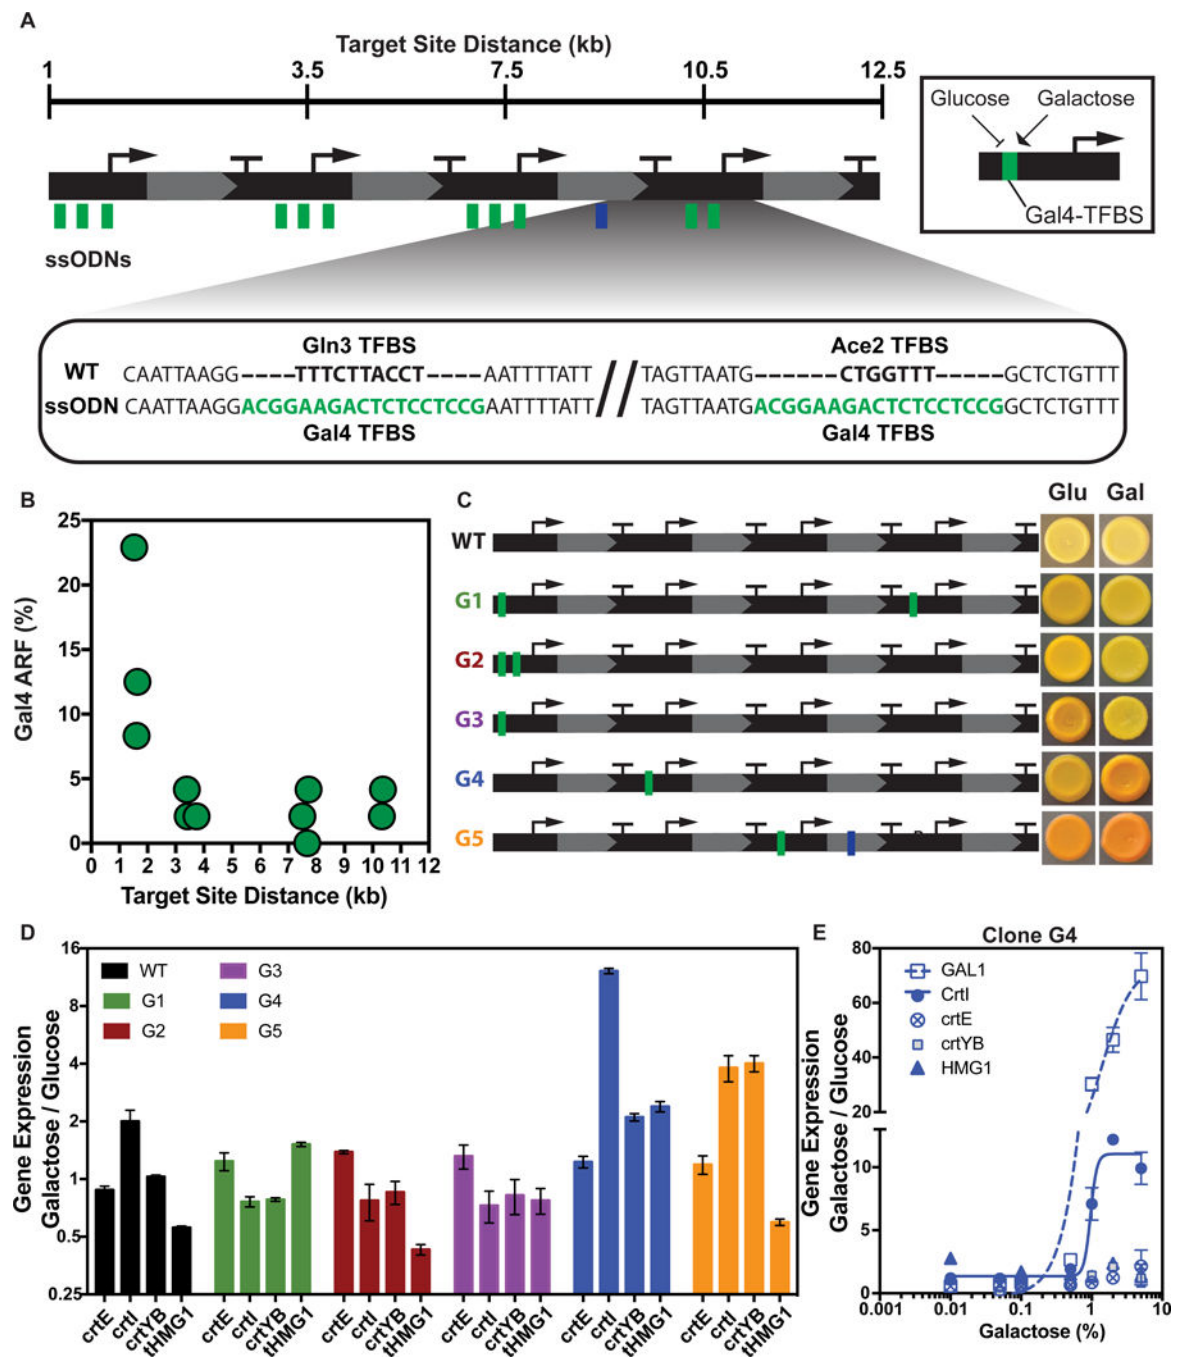 A
Target Site Distance (kb)
1 3.5 7.5 10.5 12.5
Glucose Galactose
Gal4-TFBS
ssODNs
Gln3 TFBS Ace2 TFBS
WT CAATTAAGG----TTTCTTACCT----AATTTTATT // TAGTTAATG------CTGGTTT-----GCTCTGTTT
ssODN CAATTAAGGACGGAAGACTCTCCTCCGAATTTTATT // TAGTTAATGACGGAAGACTCTCCTCCGGCTCTGTTT
Gal4 TFBS Gal4 TFBS
B
Gal4 ARF (%)
25
20
15
10
5
0
0 1 2 3 4 5 6 7 8 9 10 11 12
Target Site Distance (kb)
C
Glu Gal
WT
G1
G2
G3
G4
G5
D
Gene Expression
Galactose / Glucose
16
8
4
2
1
0.5
0.25
WT G3
G1 G4
G2 G5
crtE crtI crtYB tHMG1 crtE crtI crtYB tHMG1 crtE crtI crtYB tHMG1 crtE crtI crtYB tHMG1 crtE crtI crtYB tHMG1 crtE crtI crtYB tHMG1
E
Clone G4
Gene Expression
Galactose / Glucose
80
60
40
20
10
5
0
GAL1
CrtI
crtE
crtYB
HMG1
0.001 0.01 0.1 1 10
Galactose (%)